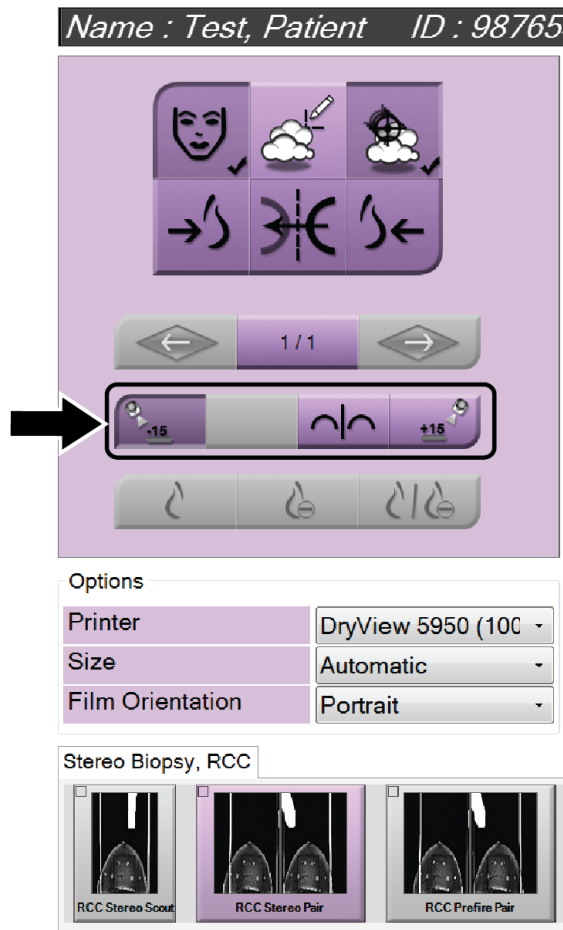 Name : Test, Patient ID : 98765
1 / 1
-15 +15
Options
Printer DryView 5950 (100
Size Automatic
Film Orientation Portrait
Stereo Biopsy, RCC
RCC Stereo Scout RCC Stereo Pair RCC Prefire Pair